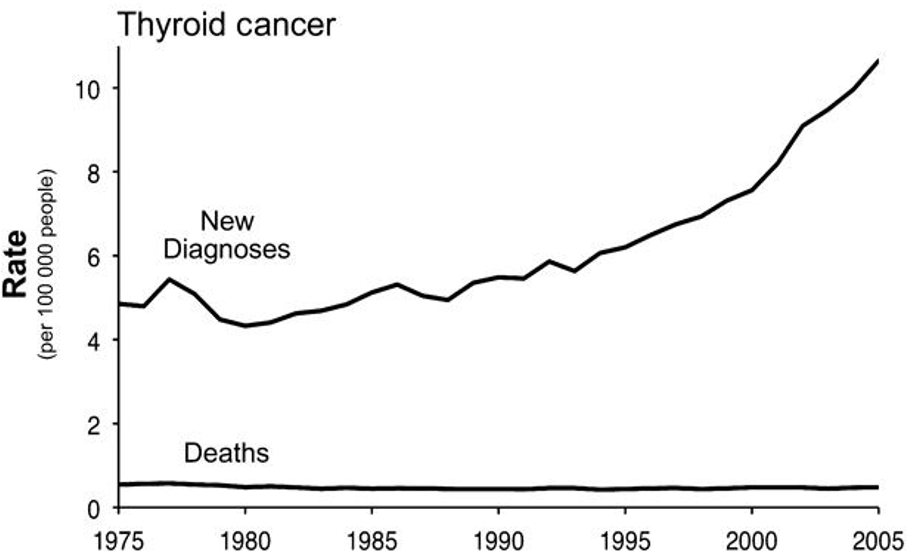 Thyroid cancer
Rate
(per 100 000 people)
10
8
6
4
2
0
New
Diagnoses
Deaths
1975
1980
1985
1990
1995
2000
2005